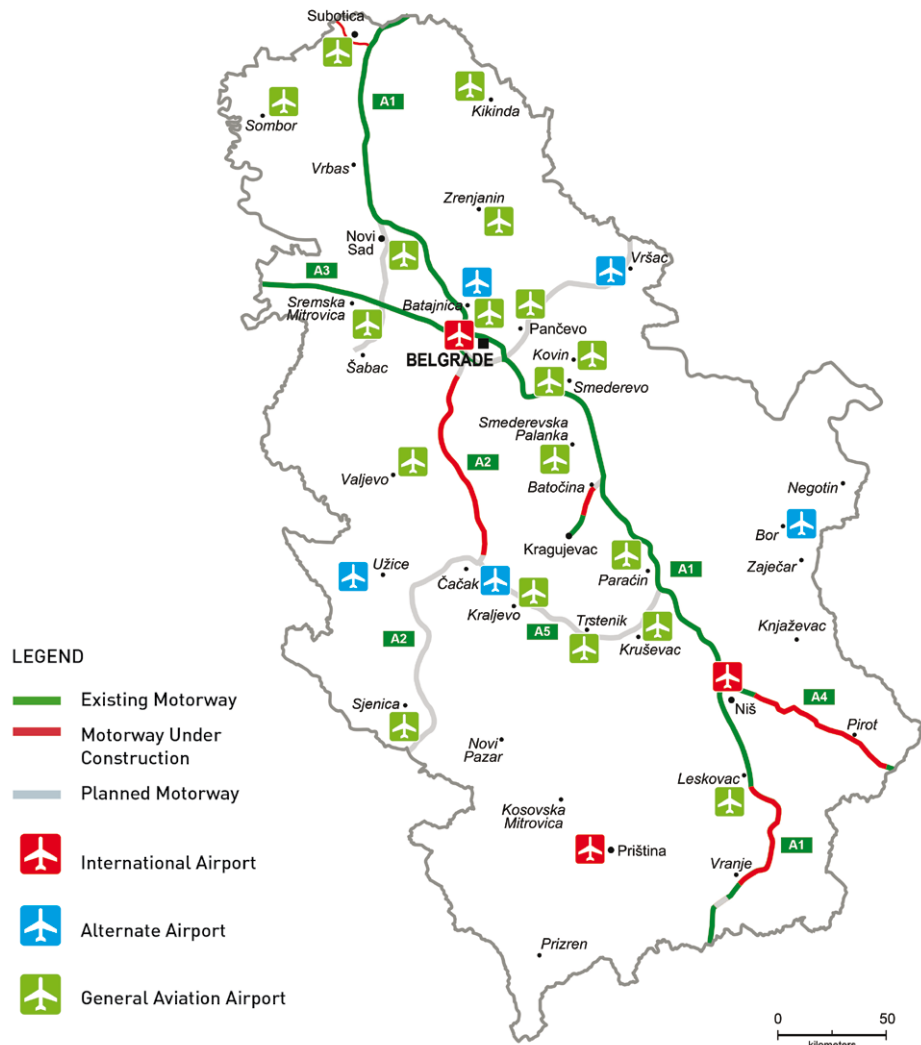 Subotica
A1
Kikinda
Sombor
Vrbas
Zrenjanin
Novi
Sad
A3
Vršac
Sremska
Mitrovica
Batajnica
Pančevo
BELGRADE
Kovin
Šabac
Smederevo
Smederevska
Palanka
A2
Valjevo
Batočina
Negotin
Bor
Kragujevac
Užice
Čačak
Paraćin
A1
Zaječar
Kraljevo
A5
Trstenik
Kruševac
Knjaževac
A2
LEGEND
Existing Motorway
Motorway Under
Construction
Planned Motorway
International Airport
Alternate Airport
General Aviation Airport
Sjenica
Niš
A4
Pirot
Novi
Pazar
Leskovac
Kosovska
Mitrovica
Priština
A1
Vranje
Prizren
0 50
kilometers